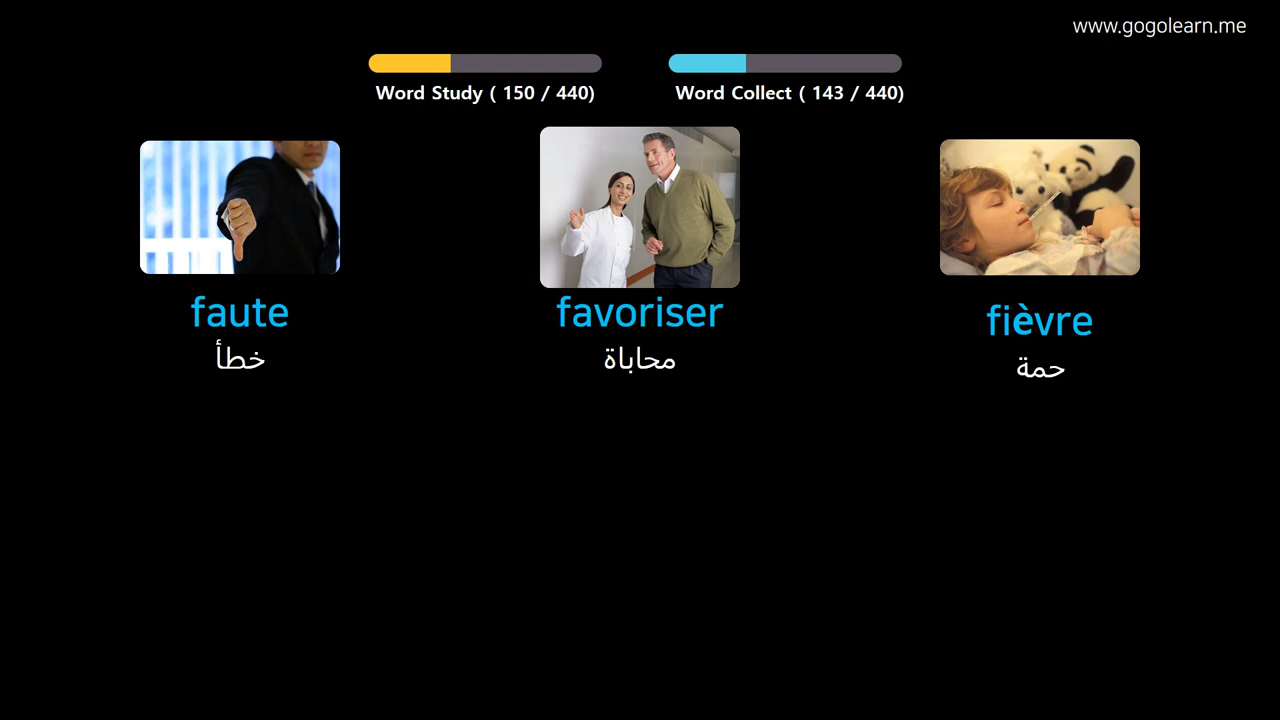 www.gogolearn.me
Word Study ( 150 / 440)
Word Collect ( 143 / 440)
faute
خطأ
favoriser
محاباة
fièvre
حمة